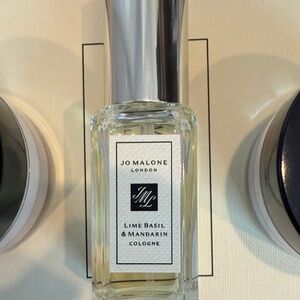 JO MALONE
LONDON
JML
LIME BASIL
& MANDARIN
COLOGNE